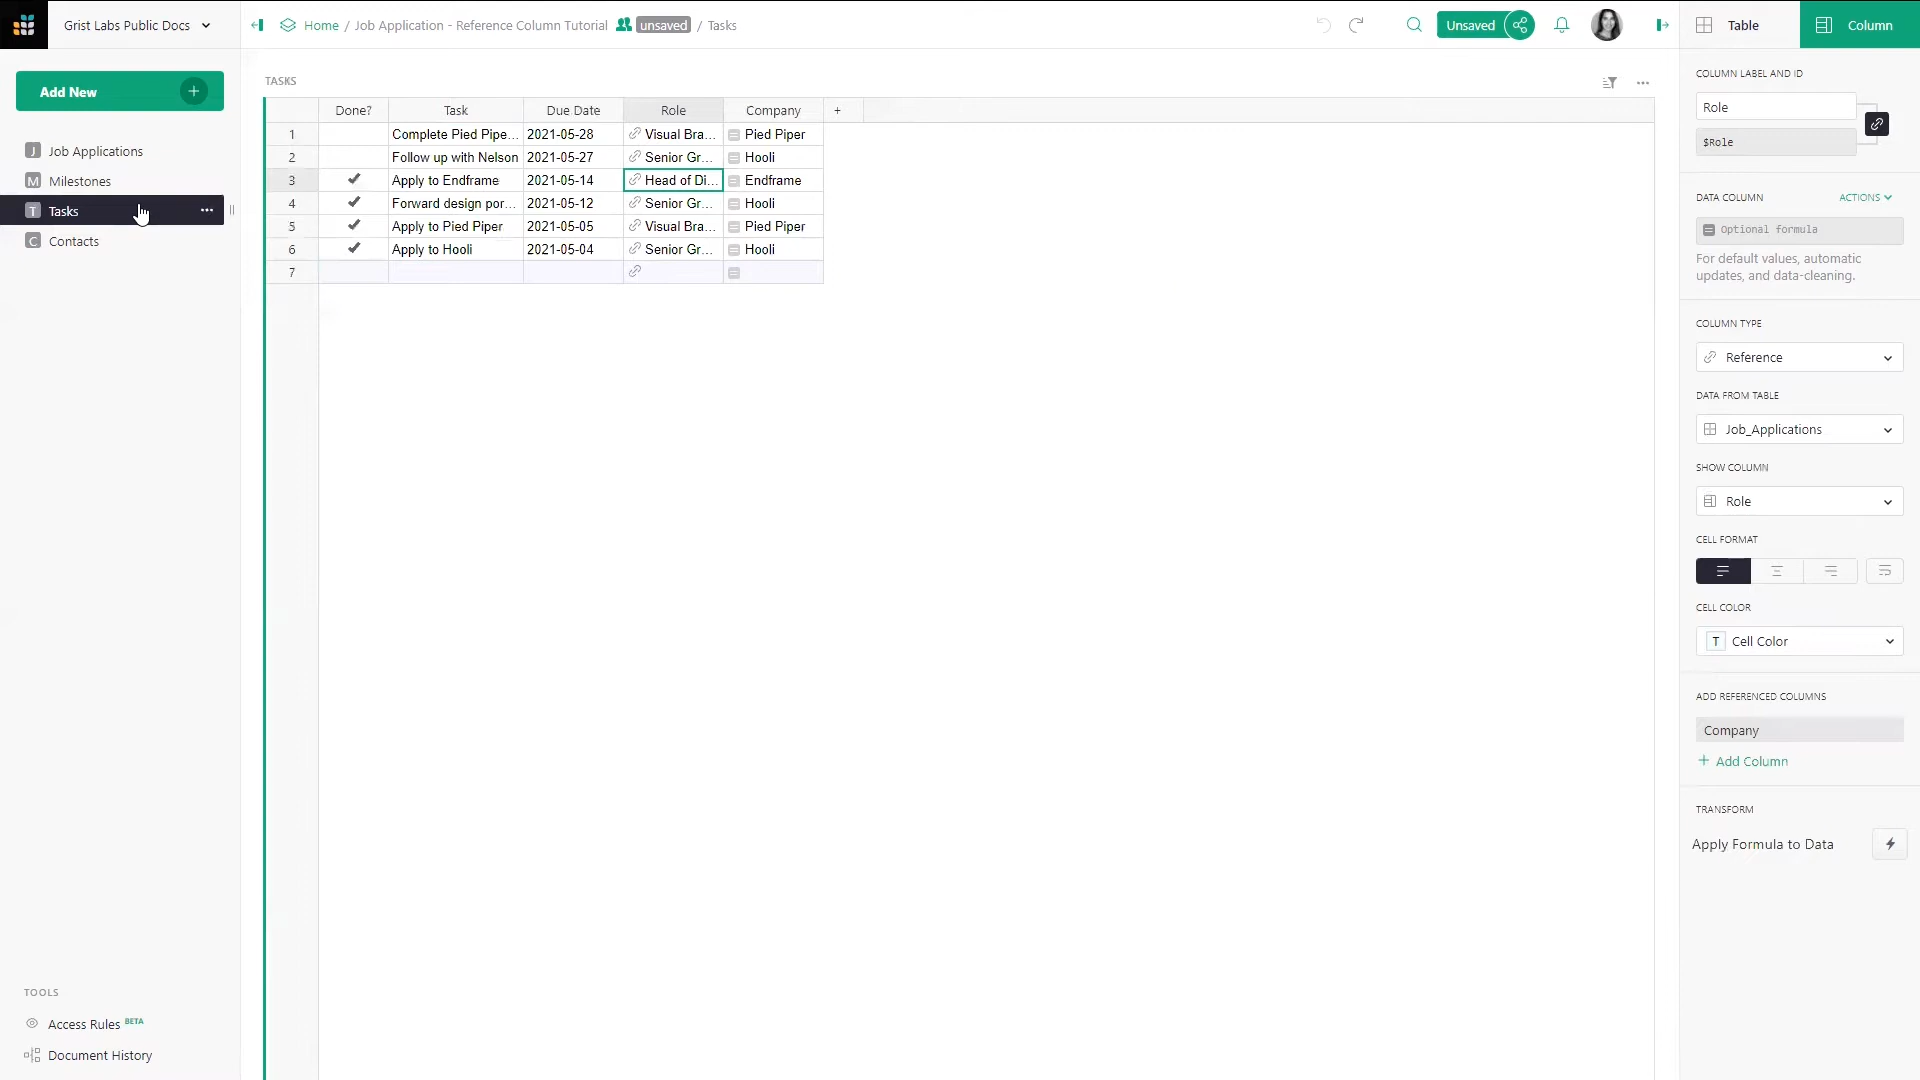 Grist Labs Public Docs
Home / Job Application - Reference Column Tutorial unsaved / Tasks
Unsaved
Table
Column
Add New +
J Job Applications
M Milestones
T Tasks ...
C Contacts
TOOLS
Access Rules BETA
Document History
TASKS
Done? Task Due Date Role Company +
1 Complete Pied Pipe... 2021-05-28 Visual Bra... Pied Piper
2 Follow up with Nelson 2021-05-27 Senior Gr... Hooli
3 Apply to Endframe 2021-05-14 Head of Di... Endframe
4 Forward design por... 2021-05-12 Senior Gr... Hooli
5 Apply to Pied Piper 2021-05-05 Visual Bra... Pied Piper
6 Apply to Hooli 2021-05-04 Senior Gr... Hooli
7
COLUMN LABEL AND ID
Role
$Role
DATA COLUMN ACTIONS
= Optional formula
For default values, automatic
updates, and data-cleaning.
COLUMN TYPE
Reference
DATA FROM TABLE
Job_Applications
SHOW COLUMN
Role
CELL FORMAT
CELL COLOR
T Cell Color
ADD REFERENCED COLUMNS
Company
+ Add Column
TRANSFORM
Apply Formula to Data